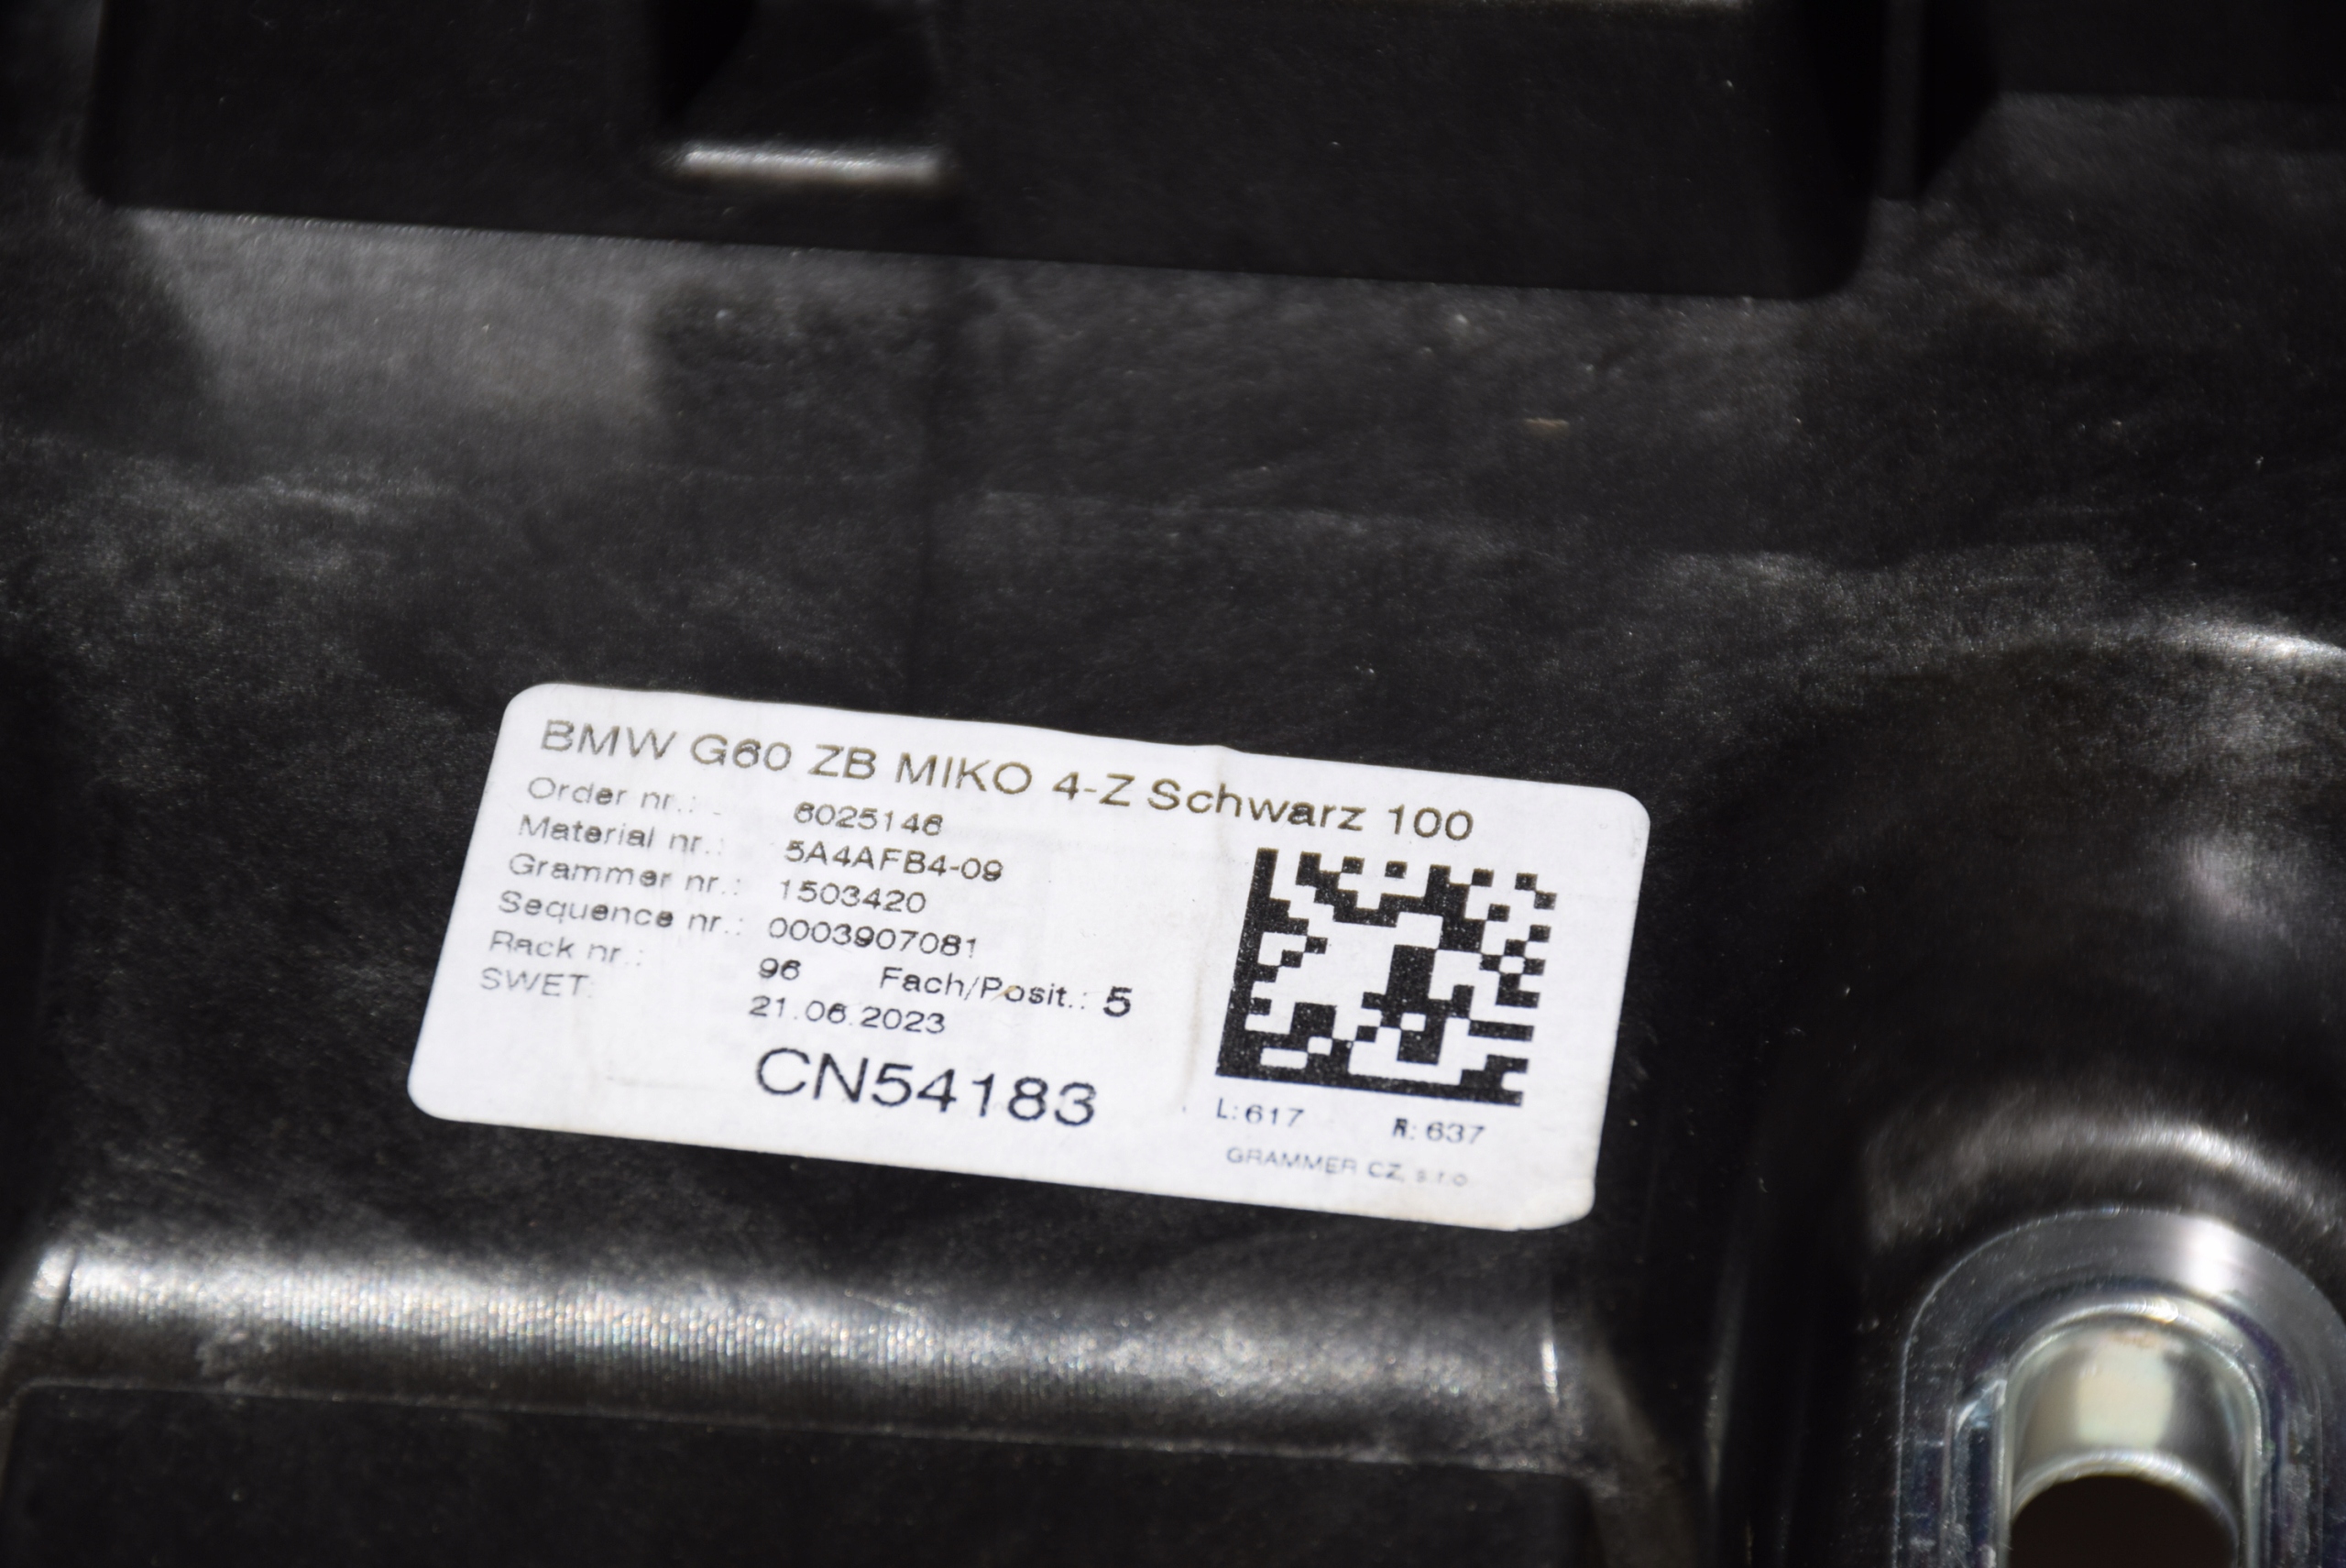 BMW G60 ZB MIKO 4-Z Schwarz 100
Order nr.: 6025146
Material nr.: 5A4AFB4-09
Grammer nr.: 1503420
Sequence nr.: 0003907081
Rack nr.: 96 Fach/Posit.: 5
SWET: 21.06.2023
CN54183
L: 617 R: 637
GRAMMER CZ, s.r.o.